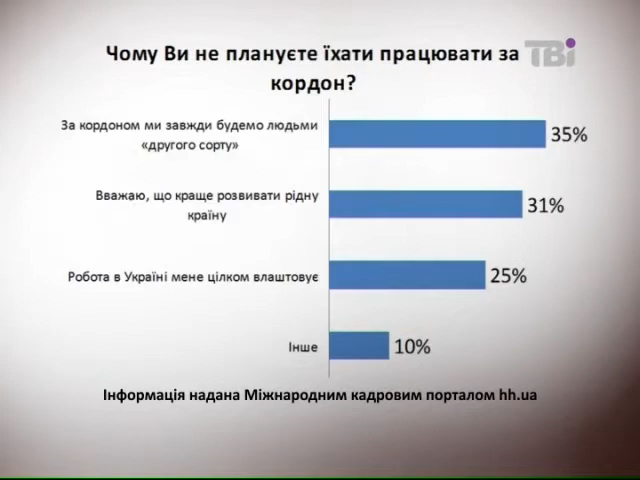 Чому Ви не плануєте їхати працювати за
кордон?
ТВі
За кордоном ми завжди будемо людьми
«другого сорту»
35%
Вважаю, що краще розвивати рідну
країну
31%
Робота в Україні мене цілком влаштовує
25%
Інше
10%
Інформація надана Міжнародним кадровим порталом hh.ua